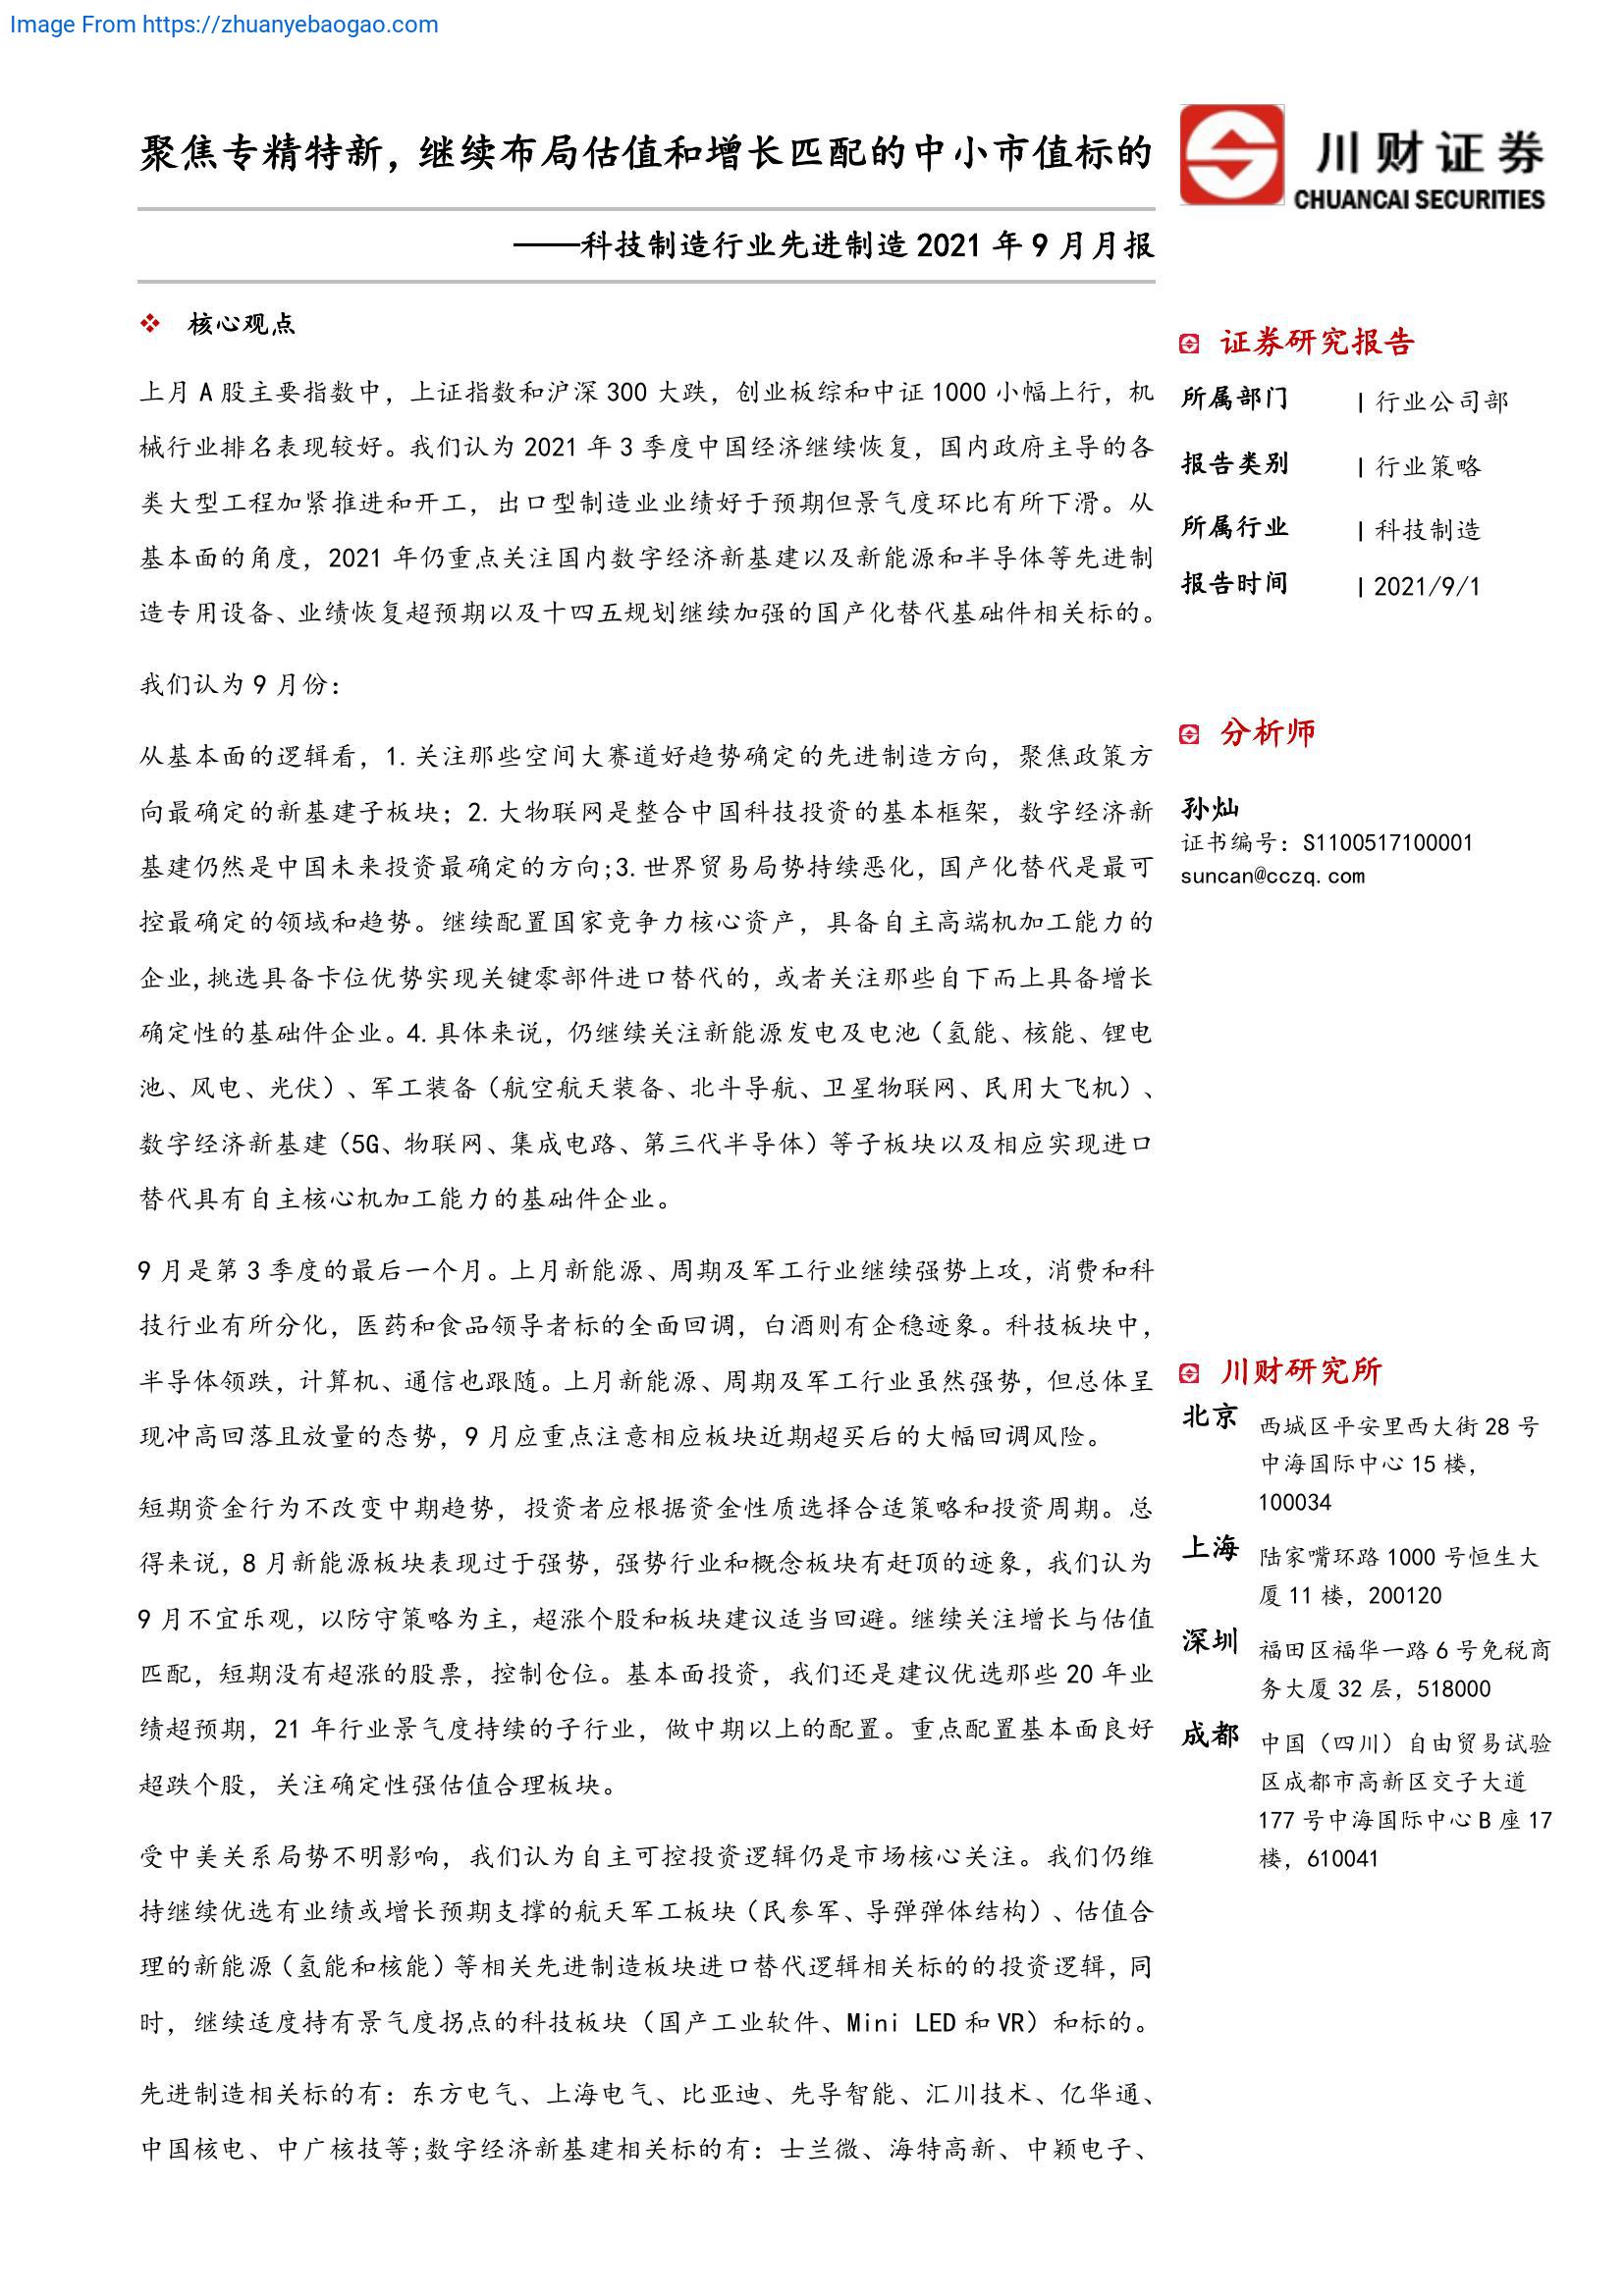 Image From https://zhuanyebaogao.com
聚焦专精特新，继续布局估值和增长匹配的中小市值标的
——科技制造行业先进制造 2021 年 9 月月报
川财证券
CHUANCAI SECURITIES
核心观点
上月 A 股主要指数中，上证指数和沪深 300 大跌，创业板综和中证 1000 小幅上行，机
械行业排名表现较好。我们认为 2021 年 3 季度中国经济继续恢复，国内政府主导的各
类大型工程加紧推进和开工，出口型制造业业绩好于预期但景气度环比有所下滑。从
基本面的角度，2021 年仍重点关注国内数字经济新基建以及新能源和半导体等先进制
造专用设备、业绩恢复超预期以及十四五规划继续加强的国产化替代基础件相关标的。
我们认为 9 月份：
从基本面的逻辑看，1.关注那些空间大赛道好趋势确定的先进制造方向，聚焦政策方
向最确定的新基建子板块；2.大物联网是整合中国科技投资的基本框架，数字经济新
基建仍然是中国未来投资最确定的方向;3.世界贸易局势持续恶化，国产化替代是最可
控最确定的领域和趋势。继续配置国家竞争力核心资产，具备自主高端机加工能力的
企业,挑选具备卡位优势实现关键零部件进口替代的，或者关注那些自下而上具备增长
确定性的基础件企业。4.具体来说，仍继续关注新能源发电及电池（氢能、核能、锂电
池、风电、光伏）、军工装备（航空航天装备、北斗导航、卫星物联网、民用大飞机）、
数字经济新基建（5G、物联网、集成电路、第三代半导体）等子板块以及相应实现进口
替代具有自主核心机加工能力的基础件企业。
9 月是第 3 季度的最后一个月。上月新能源、周期及军工行业继续强势上攻，消费和科
技行业有所分化，医药和食品领导者标的全面回调，白酒则有企稳迹象。科技板块中，
半导体领跌，计算机、通信也跟随。上月新能源、周期及军工行业虽然强势，但总体呈
现冲高回落且放量的态势，9 月应重点注意相应板块近期超买后的大幅回调风险。
短期资金行为不改变中期趋势，投资者应根据资金性质选择合适策略和投资周期。总
得来说，8 月新能源板块表现过于强势，强势行业和概念板块有赶顶的迹象，我们认为
9 月不宜乐观，以防守策略为主，超涨个股和板块建议适当回避。继续关注增长与估值
匹配，短期没有超涨的股票，控制仓位。基本面投资，我们还是建议优选那些 20 年业
绩超预期，21 年行业景气度持续的子行业，做中期以上的配置。重点配置基本面良好
超跌个股，关注确定性强估值合理板块。
受中美关系局势不明影响，我们认为自主可控投资逻辑仍是市场核心关注。我们仍维
持继续优选有业绩或增长预期支撑的航天军工板块（民参军、导弹弹体结构）、估值合
理的新能源（氢能和核能）等相关先进制造板块进口替代逻辑相关标的的投资逻辑，同
时，继续适度持有景气度拐点的科技板块（国产工业软件、Mini LED 和 VR）和标的。
先进制造相关标的有：东方电气、上海电气、比亚迪、先导智能、汇川技术、亿华通、
中国核电、中广核技等;数字经济新基建相关标的有：士兰微、海特高新、中颖电子、
证券研究报告
所属部门 | 行业公司部
报告类别 | 行业策略
所属行业 | 科技制造
报告时间 | 2021/9/1
分析师
孙灿
证书编号：S1100517100001
suncan@cczq.com
川财研究所
北京 西城区平安里西大街 28 号
中海国际中心 15 楼，
100034
上海 陆家嘴环路 1000 号恒生大
厦 11 楼，200120
深圳 福田区福华一路 6 号免税商
务大厦 32 层，518000
成都 中国（四川）自由贸易试验
区成都市高新区交子大道
177 号中海国际中心 B 座 17
楼，610041